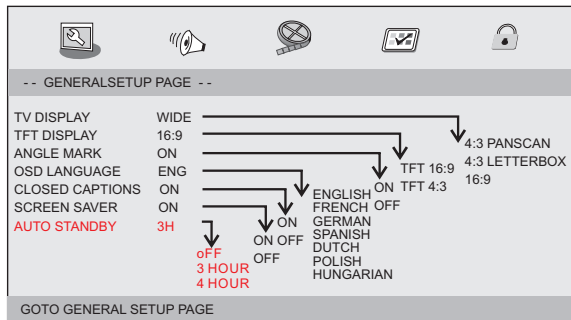 - - GENERALSETUP PAGE - -
TV DISPLAY WIDE
TFT DISPLAY 16:9
ANGLE MARK ON
OSD LANGUAGE ENG
CLOSED CAPTIONS ON
SCREEN SAVER ON
AUTO STANDBY 3H
4:3 PANSCAN
4:3 LETTERBOX
16:9
TFT 16:9
TFT 4:3
ON
OFF
ENGLISH
FRENCH
GERMAN
SPANISH
DUTCH
POLISH
HUNGARIAN
ON
OFF
ON
OFF
oFF
3 HOUR
4 HOUR
GOTO GENERAL SETUP PAGE